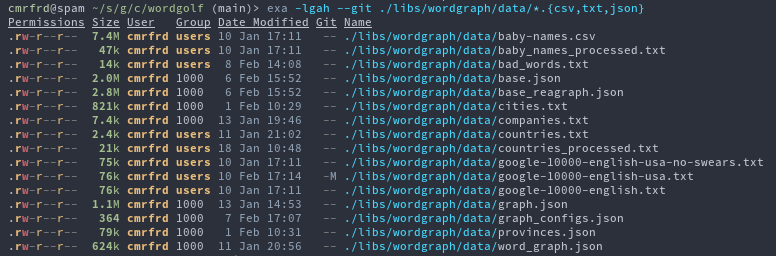 cmrfrd@spam ~/s/g/c/wordgolf (main)> exa -lgah --git ./libs/wordgraph/data/*.{csv,txt,json}
Permissions Size User Group Date Modified Git Name
.rw-r--r-- 7.4M cmrfrd users 10 Jan 17:11 -- ./libs/wordgraph/data/baby-names.csv
.rw-r--r-- 47k cmrfrd users 10 Jan 17:11 -- ./libs/wordgraph/data/baby_names_processed.txt
.rw-r--r-- 14k cmrfrd users 8 Feb 14:08 -- ./libs/wordgraph/data/bad_words.txt
.rw-r--r-- 2.0M cmrfrd 1000 6 Feb 15:52 -- ./libs/wordgraph/data/base.json
.rw-r--r-- 2.8M cmrfrd 1000 6 Feb 15:52 -- ./libs/wordgraph/data/base_reagraph.json
.rw-r--r-- 821k cmrfrd 1000 1 Feb 10:29 -- ./libs/wordgraph/data/cities.txt
.rw-r--r-- 7.4k cmrfrd 1000 13 Jan 19:46 -- ./libs/wordgraph/data/companies.txt
.rw-r--r-- 2.4k cmrfrd users 11 Jan 21:02 -- ./libs/wordgraph/data/countries.txt
.rw-r--r-- 21k cmrfrd users 18 Jan 10:48 -- ./libs/wordgraph/data/countries_processed.txt
.rw-r--r-- 75k cmrfrd users 10 Jan 17:11 -- ./libs/wordgraph/data/google-10000-english-usa-no-swears.txt
.rw-r--r-- 76k cmrfrd users 10 Feb 17:14 -M ./libs/wordgraph/data/google-10000-english-usa.txt
.rw-r--r-- 76k cmrfrd users 10 Jan 17:11 -- ./libs/wordgraph/data/google-10000-english.txt
.rw-r--r-- 1.1M cmrfrd 1000 13 Jan 14:53 -- ./libs/wordgraph/data/graph.json
.rw-r--r-- 364 cmrfrd 1000 7 Feb 17:07 -- ./libs/wordgraph/data/graph_configs.json
.rw-r--r-- 79k cmrfrd 1000 1 Feb 10:31 -- ./libs/wordgraph/data/provinces.json
.rw-r--r-- 624k cmrfrd 1000 11 Jan 20:56 -- ./libs/wordgraph/data/word_graph.json